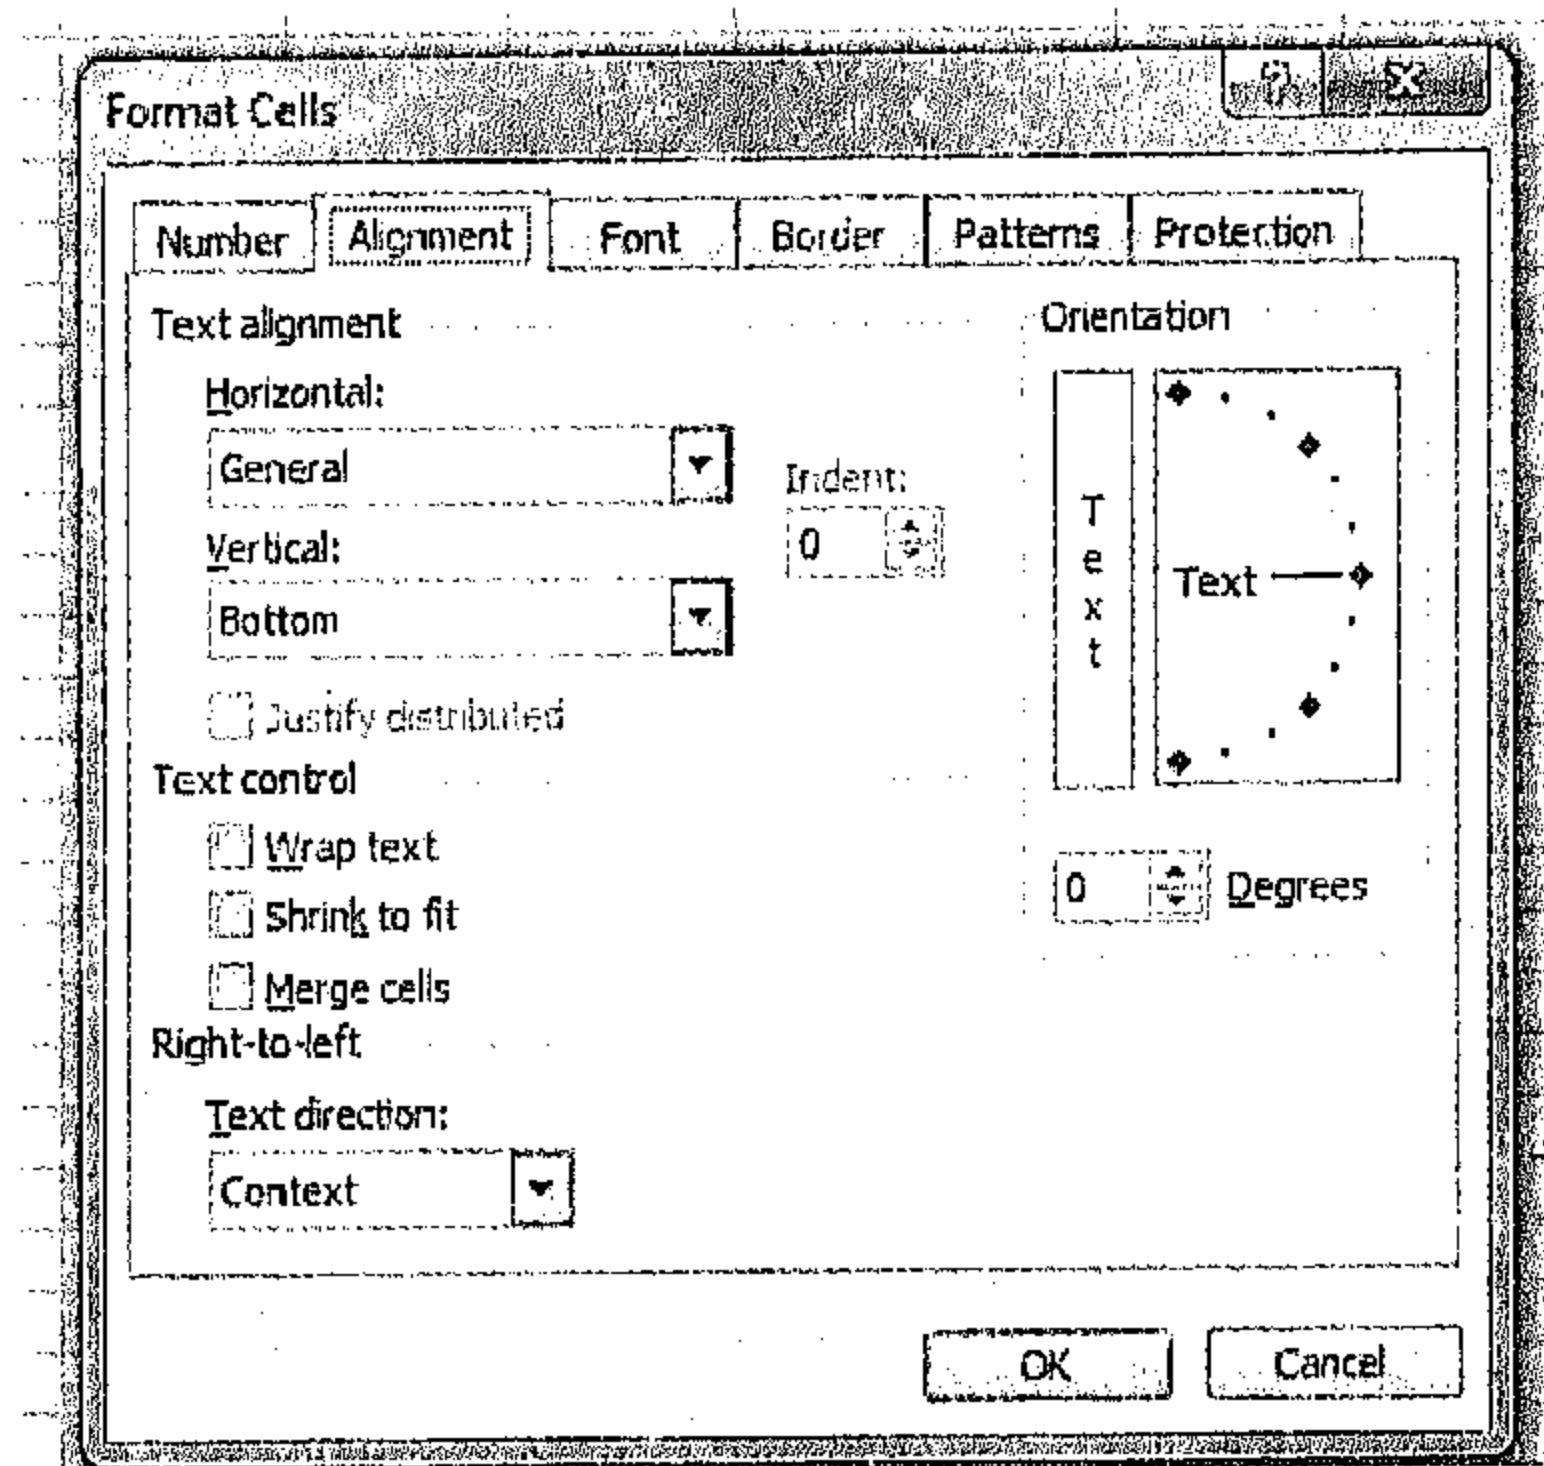 Format Cells
Number Alignment Font Border Patterns Protection
Text alignment
Horizontal:
General
Indent:
0
Vertical:
Bottom
Justify distributed
Text control
Wrap text
Shrink to fit
Merge cells
Right-to-left
Text direction:
Context
Orientation
Text
Text
0 Degrees
OK Cancel